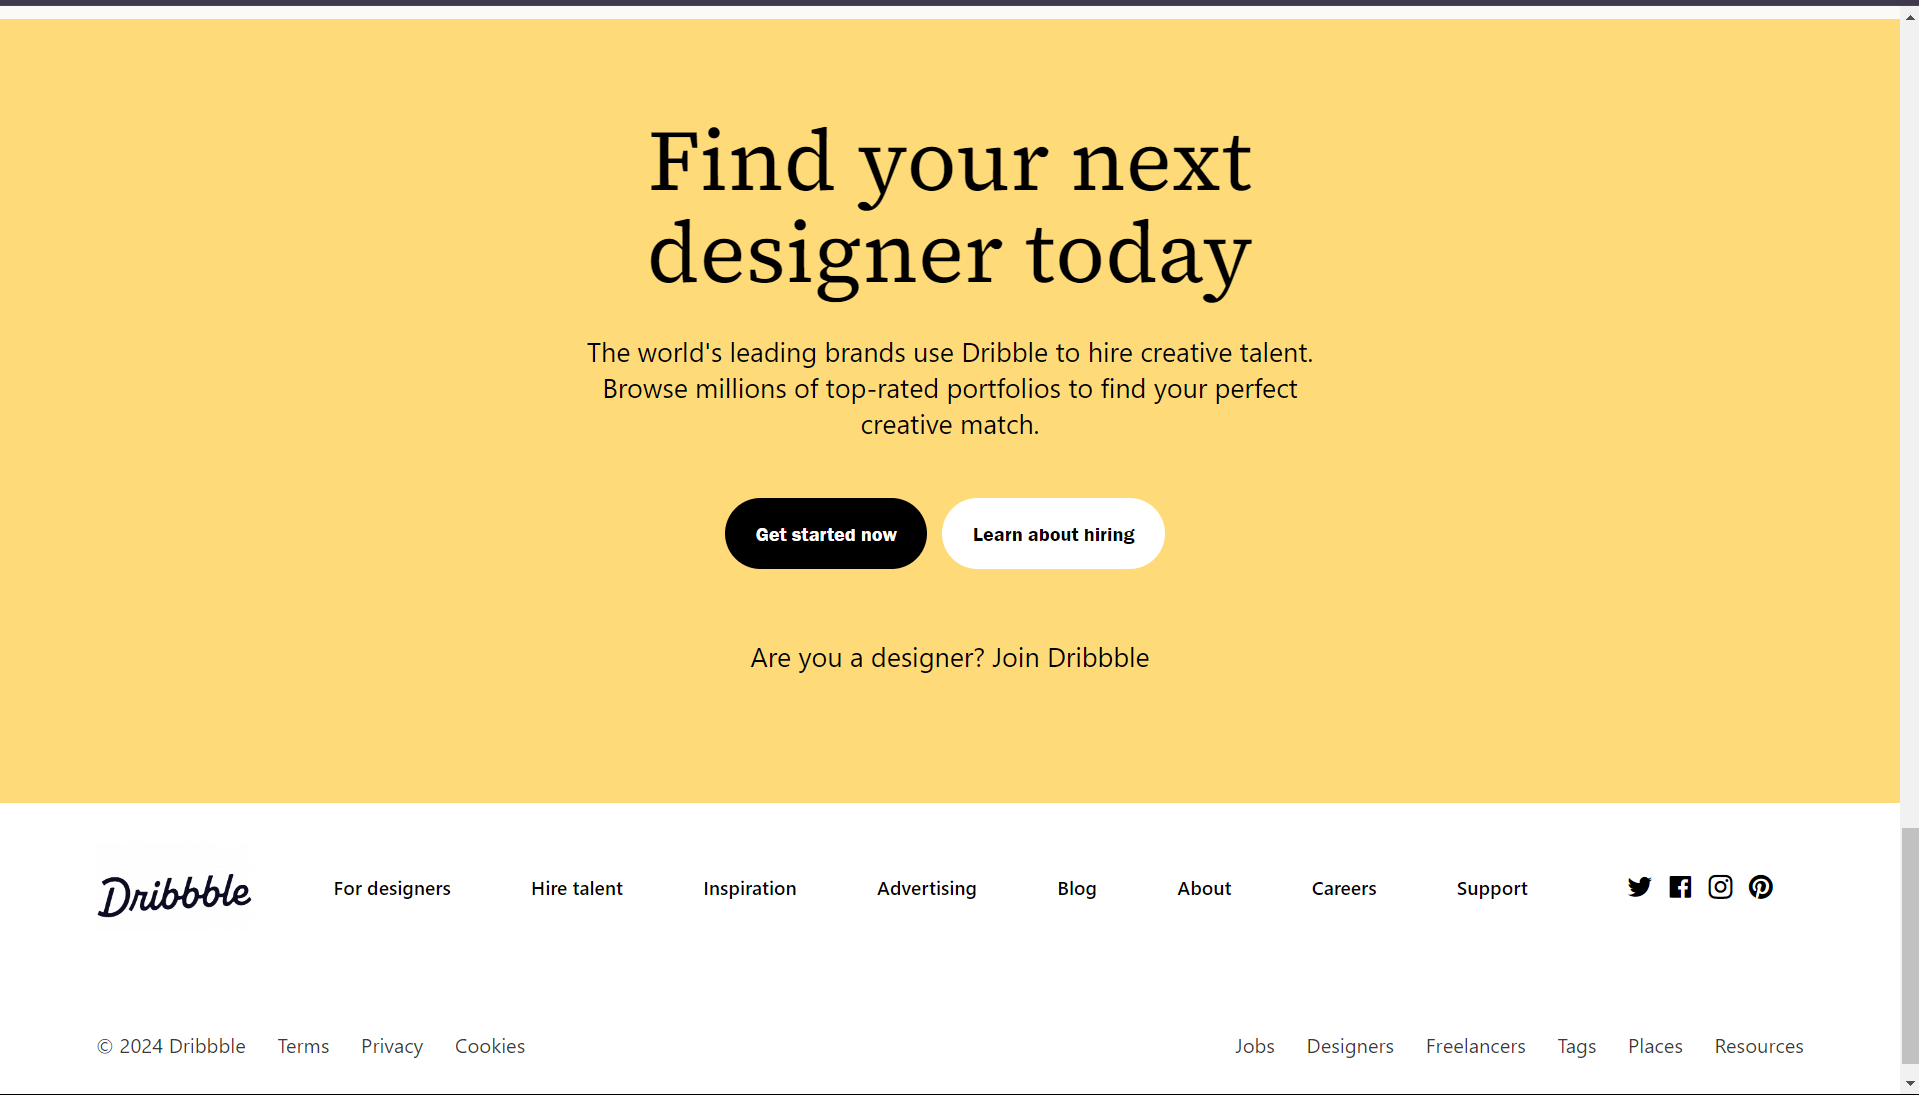 Find your next
designer today
The world's leading brands use Dribble to hire creative talent.
Browse millions of top-rated portfolios to find your perfect
creative match.
Get started now
Learn about hiring
Are you a designer? Join Dribbble
Dribbble
For designers
Hire talent
Inspiration
Advertising
Blog
About
Careers
Support
© 2024 Dribbble
Terms
Privacy
Cookies
Jobs
Designers
Freelancers
Tags
Places
Resources